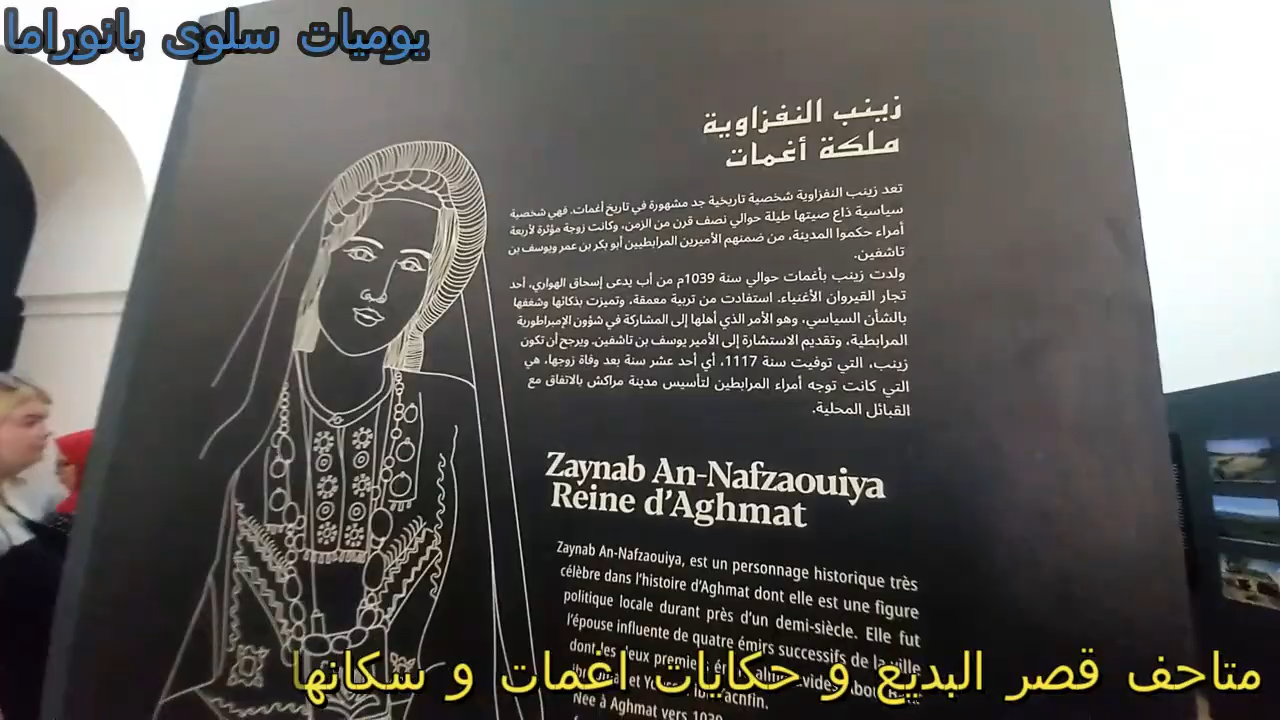 يوميات سلوى بانوراما
زينب النفزاوية
ملكة أغمات
تعد زينب النفزاوية شخصية تاريخية جد مشهورة في تاريخ أغمات. فهي شخصية
سياسية ذاع صيتها طيلة حوالي نصف قرن من الزمن، وكانت زوجة مؤثرة لأربعة
أمراء حكموا المدينة، من ضمنهم الأميرين المرابطيين أبو بكر بن عمر ويوسف بن
تاشفين.
ولدت زينب بأغمات حوالي سنة 1039م من أب يدعى إسحاق الهواري، أحد
تجار القيروان الأغنياء. استفادت من تربية معمقة، وتميزت بذكائها وشغفها
بالشأن السياسي، وهو الأمر الذي أهلها إلى المشاركة في شؤون الإمبراطورية
المرابطية، وتقديم الاستشارة إلى الأمير يوسف بن تاشفين. ويرجح أن تكون
زينب، التي توفيت سنة 1117، أي أحد عشر سنة بعد وفاة زوجها، هي
التي كانت توجه أمراء المرابطين لتأسيس مدينة مراكش بالاتفاق مع
القبائل المحلية.
Zaynab An-Nafzaouiya
Reine d'Aghmat
Zaynab An-Nafzaouiya, est un personnage historique très
célèbre dans l'histoire d'Aghmat dont elle est une figure
politique locale durant près d'un demi-siècle. Elle fut
l'épouse influente de quatre émirs successifs de la ville
dont les deux premiers
et
Née à Aghmat vers 1039
متاحف قصر البديع و حكايات اغمات و سكانها